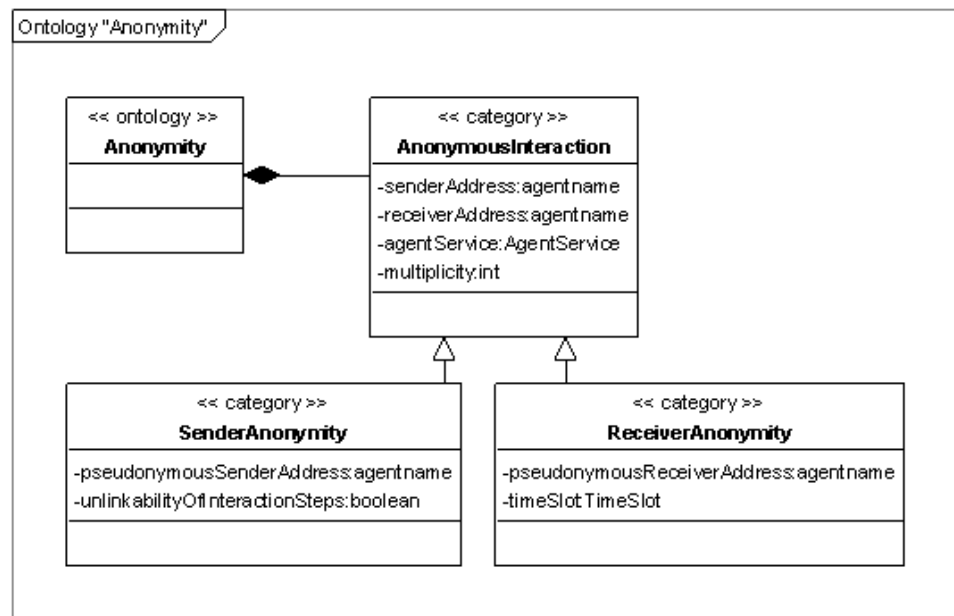 Ontology "Anonymity"
<< ontology >>
Anonymity
<< category >>
AnonymousInteraction
-senderAddress:agentname
-receiverAddress:agentname
-agentService:AgentService
-multiplicity:int
<< category >>
SenderAnonymity
-pseudonymousSenderAddress:agentname
-unlinkabilityOfInteractionSteps:boolean
<< category >>
ReceiverAnonymity
-pseudonymousReceiverAddress:agentname
-timeSlot:TimeSlot